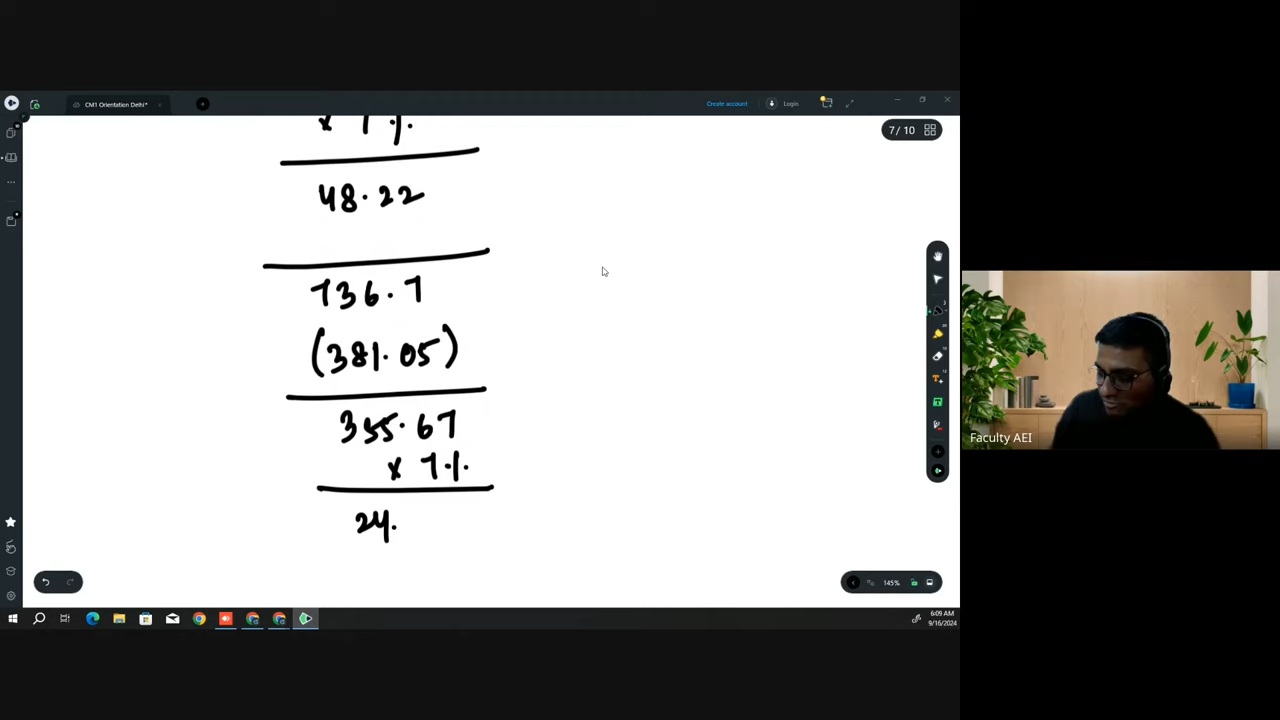 CM1 Orientation Delhi*
Create account
Login
7 / 10
x 7 %.
48.22
736.7
(381.05)
355.67
x 7%.
24.
Faculty AEI
145%
6:09 AM
9/16/2024